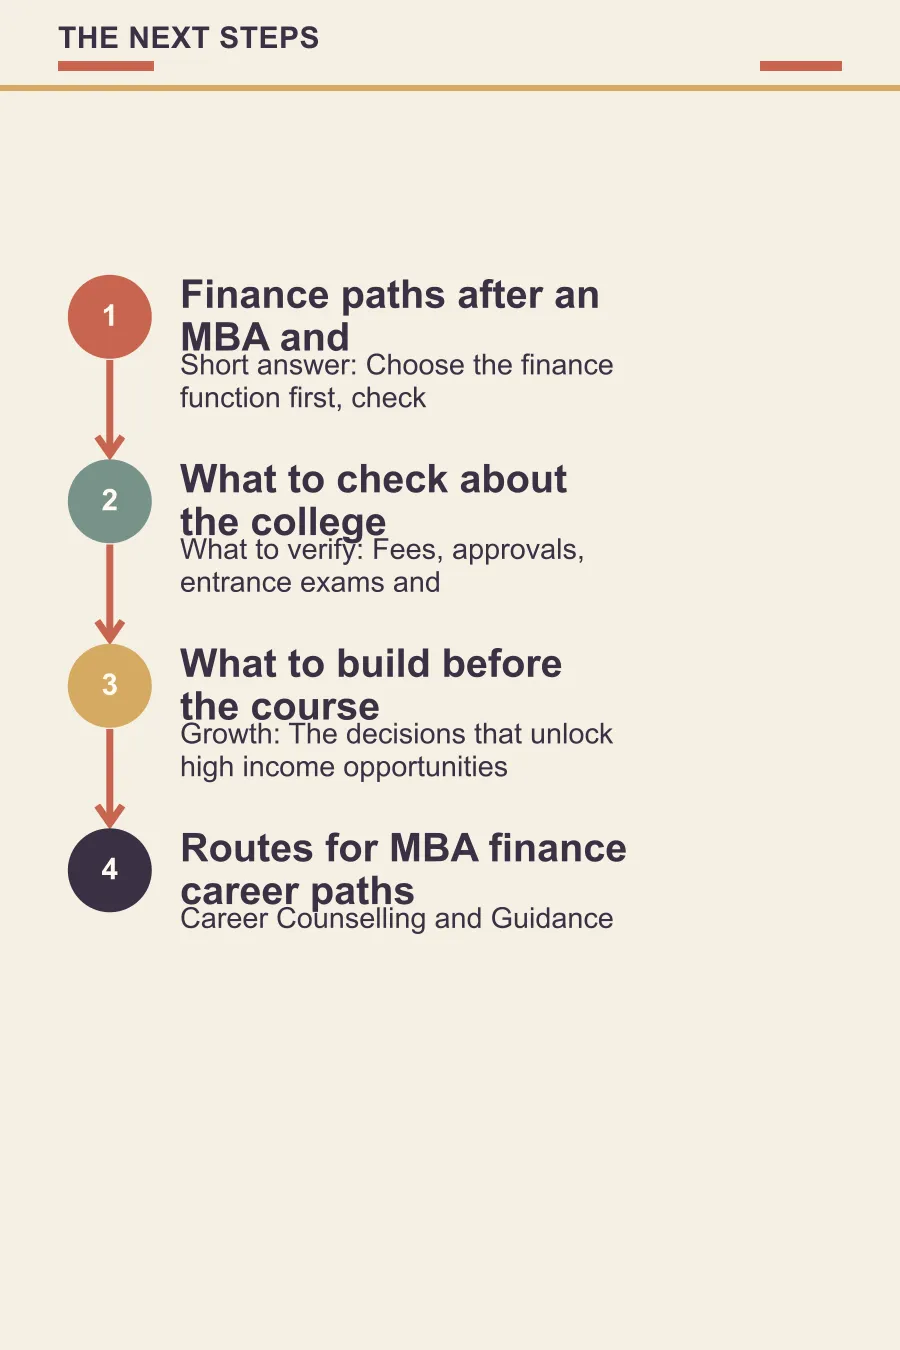 THE NEXT STEPS
1
Finance paths after an
MBA and
Short answer: Choose the finance
function first, check
2
What to check about
the college
What to verify: Fees, approvals,
entrance exams and
3
What to build before
the course
Growth: The decisions that unlock
high income opportunities
4
Routes for MBA finance
career paths
Career Counselling and Guidance